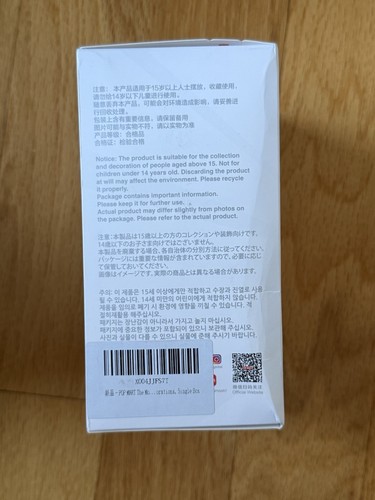 注意：本产品适用于15岁以上人士摆放、收藏使用，
请勿给14岁以下儿童进行使用。
随意丢弃本产品，可能会对环境造成影响，请妥善进
行回收处理。
包装上含有重要信息，请保留备用
图片可能与实物不符，请以实物为准
产品等级：合格品
合格证：检验合格
Notice: The product is suitable for the collection
and decoration of people aged above 15. Not for
children under 14 years old. Discarding the product
at will may affect the environment. Please recycle
it properly.
Package contains important information.
Please keep it for further use.
Actual product may differ slightly from photos on
the package. Please refer to the actual product.
注意:本製品は15歳以上の方のコレクションや装飾向けです。
14歳以下のお子さま向けではございません。
本製品を廃棄する場合、各自治体の分別方法に従ってください。
パッケージには重要な情報が含まれていますので、必要に応じ
て保管しておいてください。
画像はイメージです。実際の商品とは異なる場合があります。
주의: 이 제품은 15세 이상에게만 적합하고 수장과 진열로 사용
될 수 있습니다. 14세 미만의 어린이에게 적합하지 않습니다.
제품을 임의로 폐기 시 환경에 영향을 끼칠 수 있습니다. 적
절히재활용 해주십시오.
패키지는 장난감이 아니라서 가지고 놀지 마십시오.
패키지에 중요한 정보가 포함되어 있으니 보관해 주십시오.
사진과 실물이 다를 수 있으니 실물에 준해 주시기 바랍니다.
X004JJF577
新品 - POP MART
Official Website